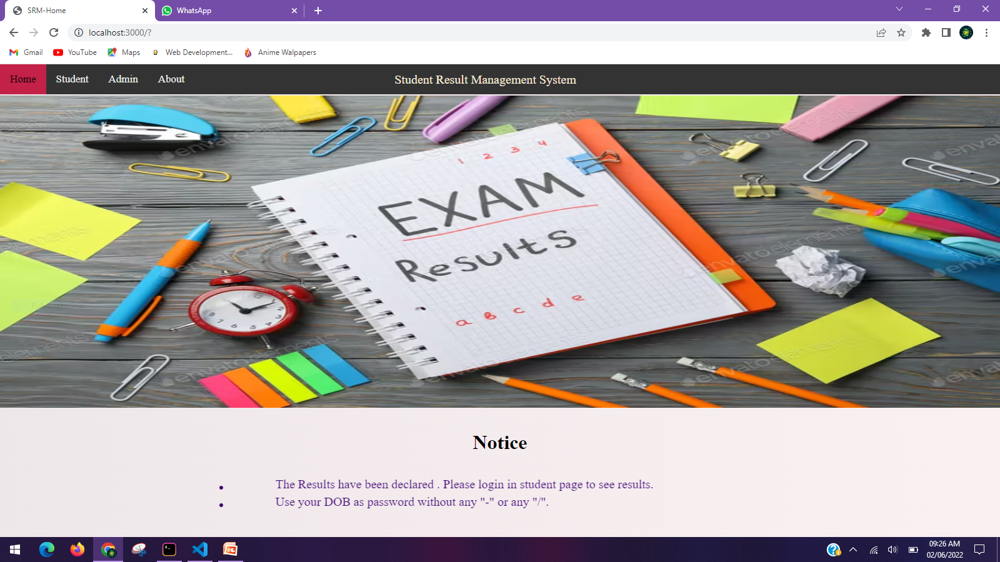 SRM-Home
WhatsApp
localhost:3000/?
Gmail
YouTube
Maps
Web Development...
Anime Walpapers
Home
Student
Admin
About
Student Result Management System
1 2 3 4
EXAM
Results
a b c d e
envatoelements
Notice
The Results have been declared . Please login in student page to see results.
Use your DOB as password without any "-" or any "/".
09:26 AM
02/06/2022